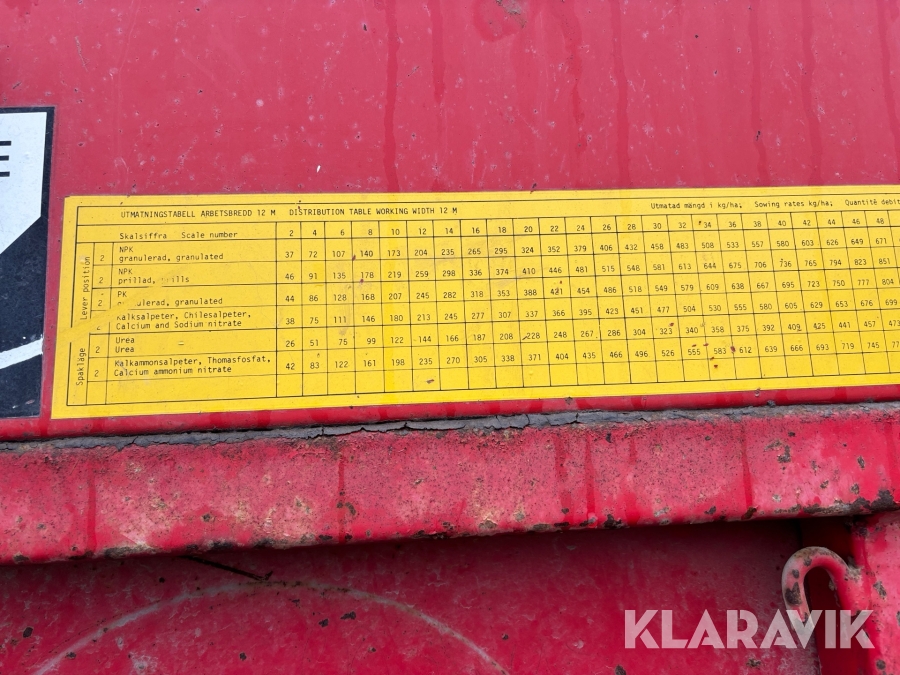 E
UTMATNINGSTABELL ARBETSBREDD 12 M DISTRIBUTION TABLE WORKING WIDTH 12 M Utmatad mängd i kg/ha; Sowing rates kg/ha; Quantité debit
Skalsiffra Scale number 2 4 6 8 10 12 14 16 18 20 22 24 26 28 30 32 34 36 38 40 42 44 46 48
Lever position
NPK
2 granulerad, granulated 37 72 107 140 173 204 235 265 295 324 352 379 406 432 458 483 508 533 557 580 603 626 649 671
NPK
2 prillad, prills 46 91 135 178 219 259 298 336 374 410 446 481 515 548 581 613 644 675 706 736 765 794 823 851
PK
granulerad, granulated 44 86 128 168 207 245 282 318 353 388 421 454 486 518 549 579 609 638 667 695 723 750 777 804
Kalksalpeter, Chilesalpeter,
2 Calcium and Sodium nitrate 38 75 111 146 180 213 245 277 307 337 366 395 423 451 477 504 530 555 580 605 629 653 676 699
Spakläge
Urea
2 Urea 26 51 75 99 122 144 166 187 208 228 248 267 286 304 323 340 358 375 392 409 425 441 457 473
Kalkammonsalpeter, Thomasfosfat,
2 Calcium ammonium nitrate 42 83 122 161 198 235 270 305 338 371 404 435 466 496 526 555 583 612 639 666 693 719 745
KLARAVIK